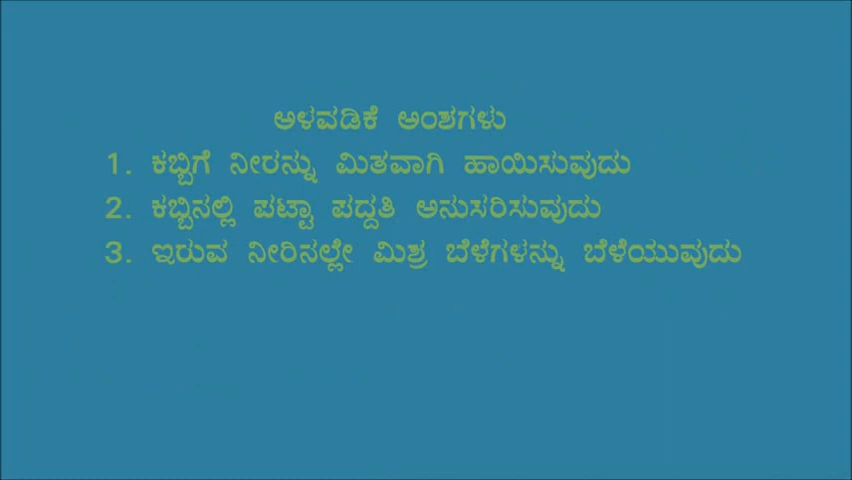 ಅಳವಡಿಕೆ ಅಂಶಗಳು
1. ಕಬ್ಬಿಗೆ ನೀರನ್ನು ಮಿತವಾಗಿ ಹಾಯಿಸುವುದು
2. ಕಬ್ಬಿನಲ್ಲಿ ಪಟ್ಟಾ ಪದ್ದತಿ ಅನುಸರಿಸುವುದು
3. ಇರುವ ನೀರಿನಲ್ಲೇ ಮಿಶ್ರ ಬೆಳೆಗಳನ್ನು ಬೆಳೆಯುವುದು